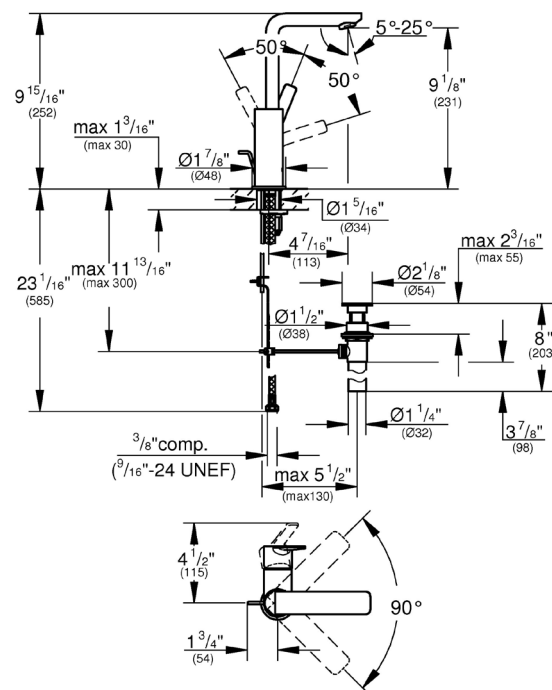 5°-25°
50°
50°
9 15/16"
(252)
9 1/8"
(231)
max 1 3/16"
(max 30)
Ø1 7/8"
(Ø48)
Ø1 5/16"
(Ø34)
4 7/16"
(113)
max 2 3/16"
(max 55)
max 11 13/16"
(max 300)
23 1/16"
(585)
Ø2 1/8"
(Ø54)
Ø1 1/2"
(Ø38)
8"
(203
Ø1 1/4"
(Ø32)
3 7/8"
(98)
3/8"comp.
(9/16"-24 UNEF)
max 5 1/2"
(max130)
4 1/2"
(115)
90°
1 3/4"
(54)